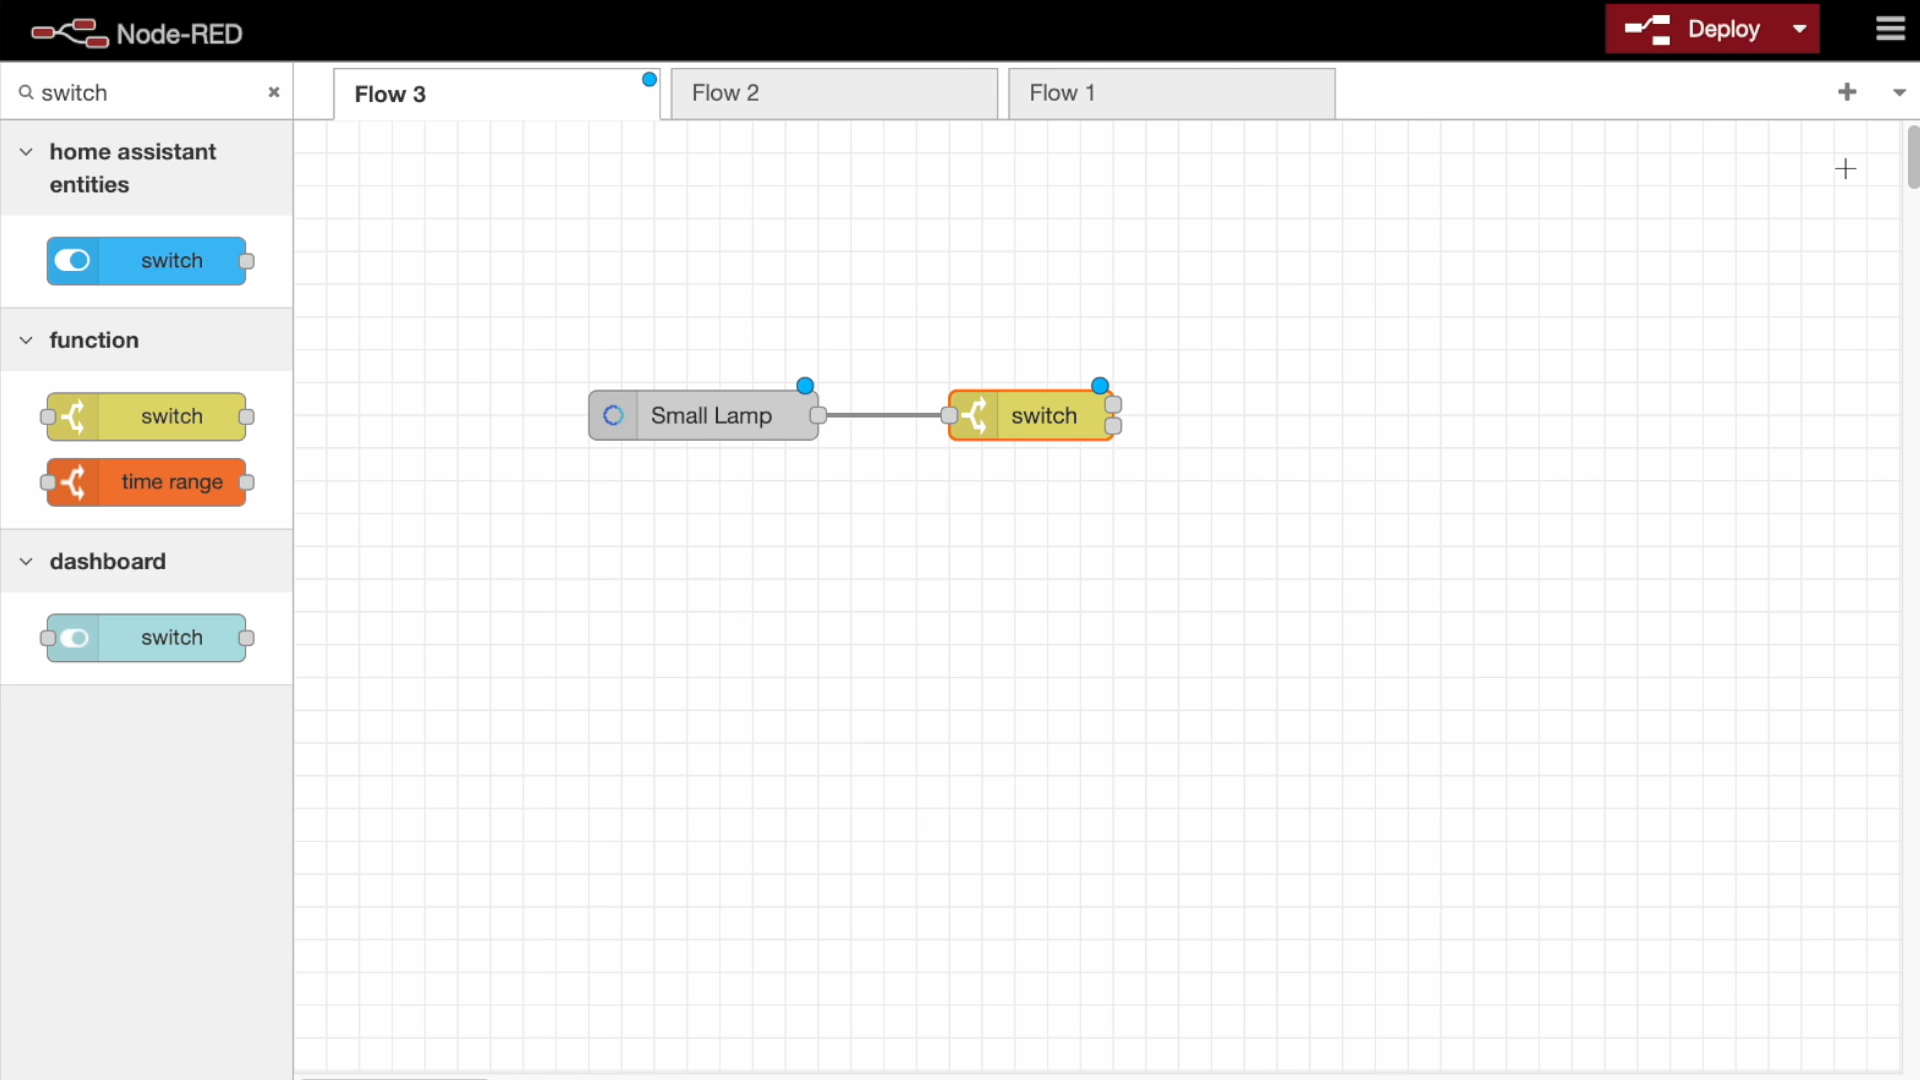 Node-RED
Deploy
switch
Flow 3
Flow 2
Flow 1
home assistant
entities
switch
function
switch
time range
dashboard
switch
Small Lamp
switch